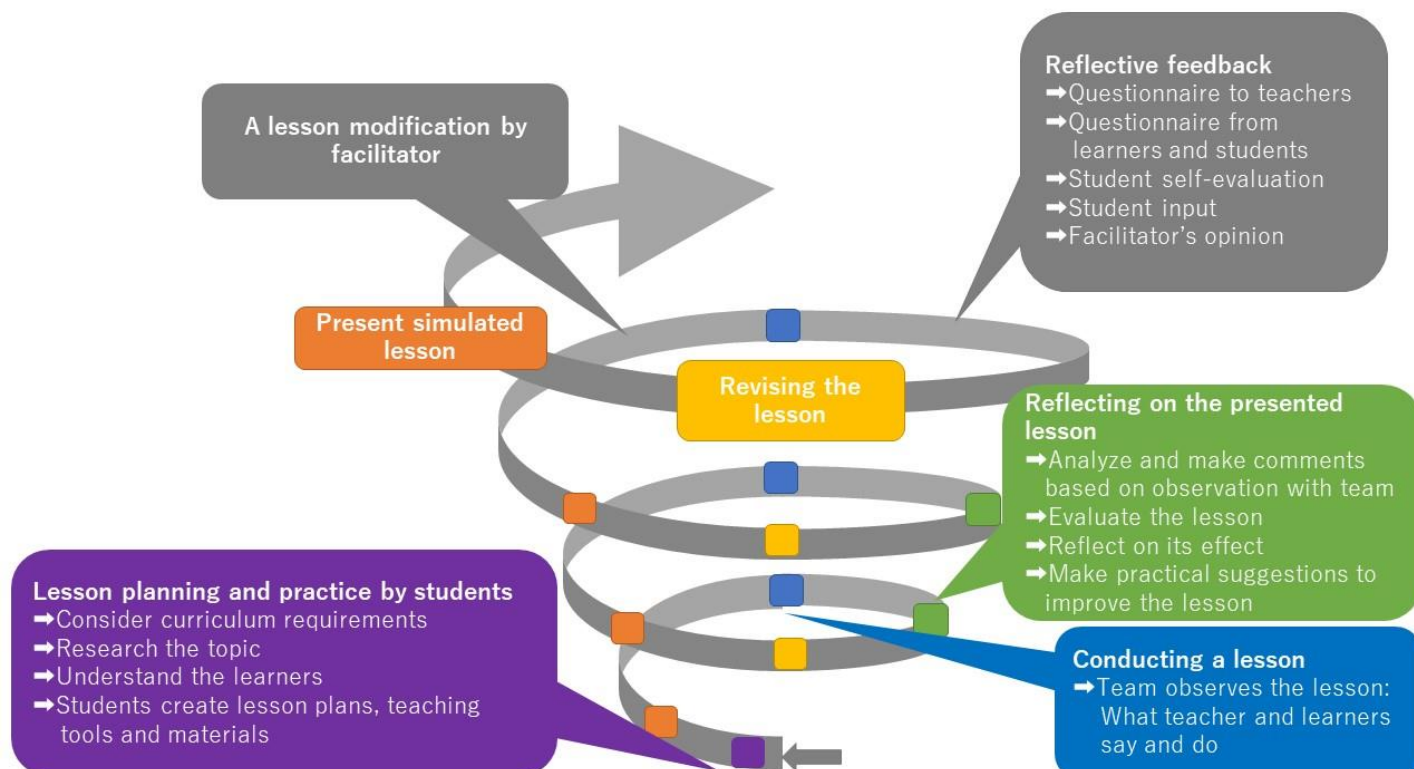 A lesson modification by
facilitator
Reflective feedback
➡Questionnaire to teachers
➡Questionnaire from
learners and students
➡Student self-evaluation
➡Student input
➡Facilitator's opinion
Present simulated
lesson
Revising the
lesson
Reflecting on the presented
lesson
➡Analyze and make comments
based on observation with team
➡Evaluate the lesson
➡Reflect on its effect
➡Make practical suggestions to
improve the lesson
Lesson planning and practice by students
➡Consider curriculum requirements
➡Research the topic
➡Understand the learners
➡Students create lesson plans, teaching
tools and materials
Conducting a lesson
➡Team observes the lesson:
What teacher and learners
say and do